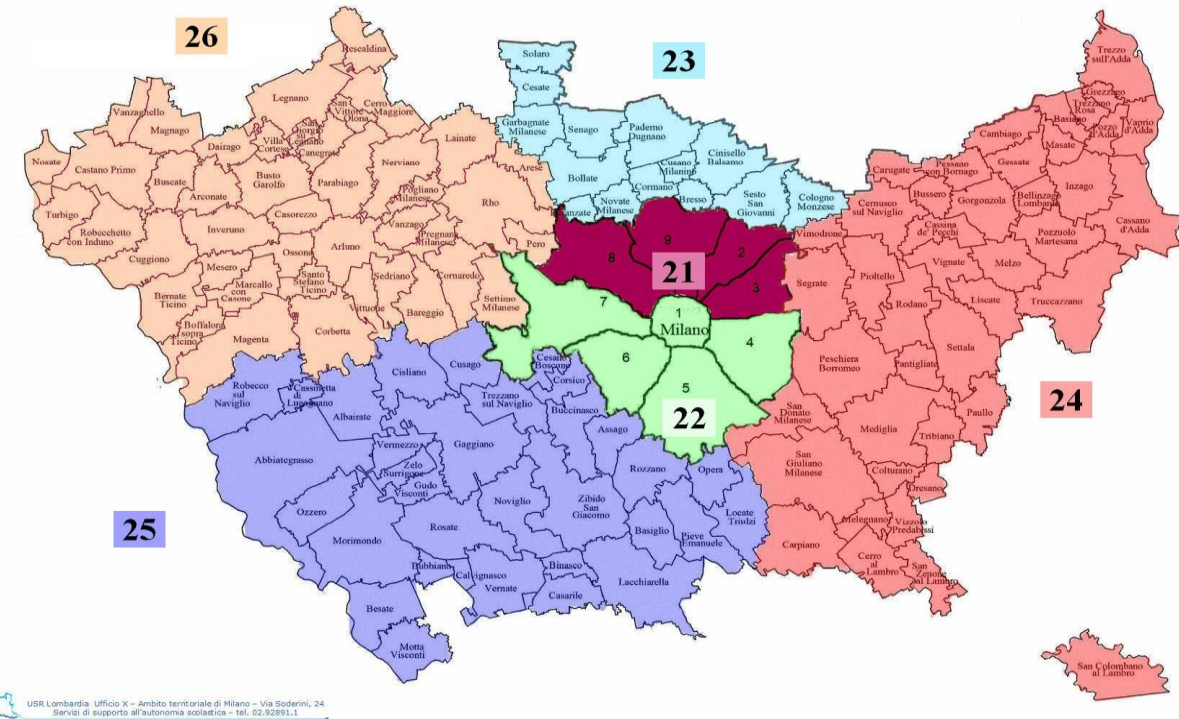 26
23
24
25
21
22
Rescaldina
Legnano
San
Vittore
Olona
Cerro
Maggiore
Vanzaghello
Magnago
Dairago
Villa
Cortese
San
Giorgio
su
Legnano
Canegrate
Lainate
Nosate
Castano Primo
Buscate
Arconate
Busto
Garolfo
Parabiago
Nerviano
Pogliano
Milanese
Arese
Rho
Turbigo
Robecchetto
con Induno
Inveruno
Casorezzo
Vanzago
Pregnana
Milanese
Pero
Cuggiono
Mesero
Ossona
Arluno
Marcallo
con
Casone
Santo
Stefano
Ticino
Sedriano
Cornaredo
Settimo
Milanese
Bernate
Ticino
Vittuone
Bareggio
Boffalora
sopra
Ticino
Magenta
Corbetta
Solaro
Cesate
Garbagnate
Milanese
Senago
Paderno
Dugnano
Bollate
Cusano
Milanino
Cinisello
Balsamo
Cormano
Novate
Milanese
Bresso
Sesto
San
Giovanni
Cologno
Monzese
9
8
2
3
7
1
Milano
4
6
5
Trezzo
sull'Adda
Grezzago
Trezzano
Rosa
Basiano
Pozzo
d'Adda
Vaprio
d'Adda
Cambiago
Masate
Carugate
Pessano
con Bornago
Gessate
Inzago
Bussero
Gorgonzola
Bellinzago
Lombardo
Cernusco
sul Naviglio
Cassina
de' Pecchi
Pozzuolo
Martesana
Cassano
d'Adda
Vimodrone
Vignate
Melzo
Segrate
Pioltello
Rodano
Liscate
Truccazzano
Peschiera
Borromeo
Pantigliate
Settala
San
Donato
Milanese
Mediglia
Paullo
Tribiano
San
Giuliano
Milanese
Colturano
Dresano
Melegnano
Vizzolo
Predabissi
Carpiano
Cerro
al
Lambro
San
Zenone
al Lambro
San Colombano
al Lambro
Robecco
sul
Naviglio
Cassinetta
di
Lugagnano
Cisliano
Cusago
Cesano
Boscone
Corsico
Albairate
Trezzano
sul Naviglio
Buccinasco
Assago
Abbiategrasso
Vermezzo
Gaggiano
Zelo
Surrigone
Gudo
Visconti
Rozzano
Opera
Ozzero
Noviglio
Zibido
San
Giacomo
Locate
Triulzi
Morimondo
Rosate
Basiglio
Pieve
Emanuele
Bubbiano
Calvignasco
Binasco
Vernate
Casarile
Lacchiarella
Besate
Motta
Visconti
USR Lombardia Ufficio X – Ambito territoriale di Milano – Via Soderini, 24
Servizi di supporto all'autonomia scolastica – tel. 02.92891.1